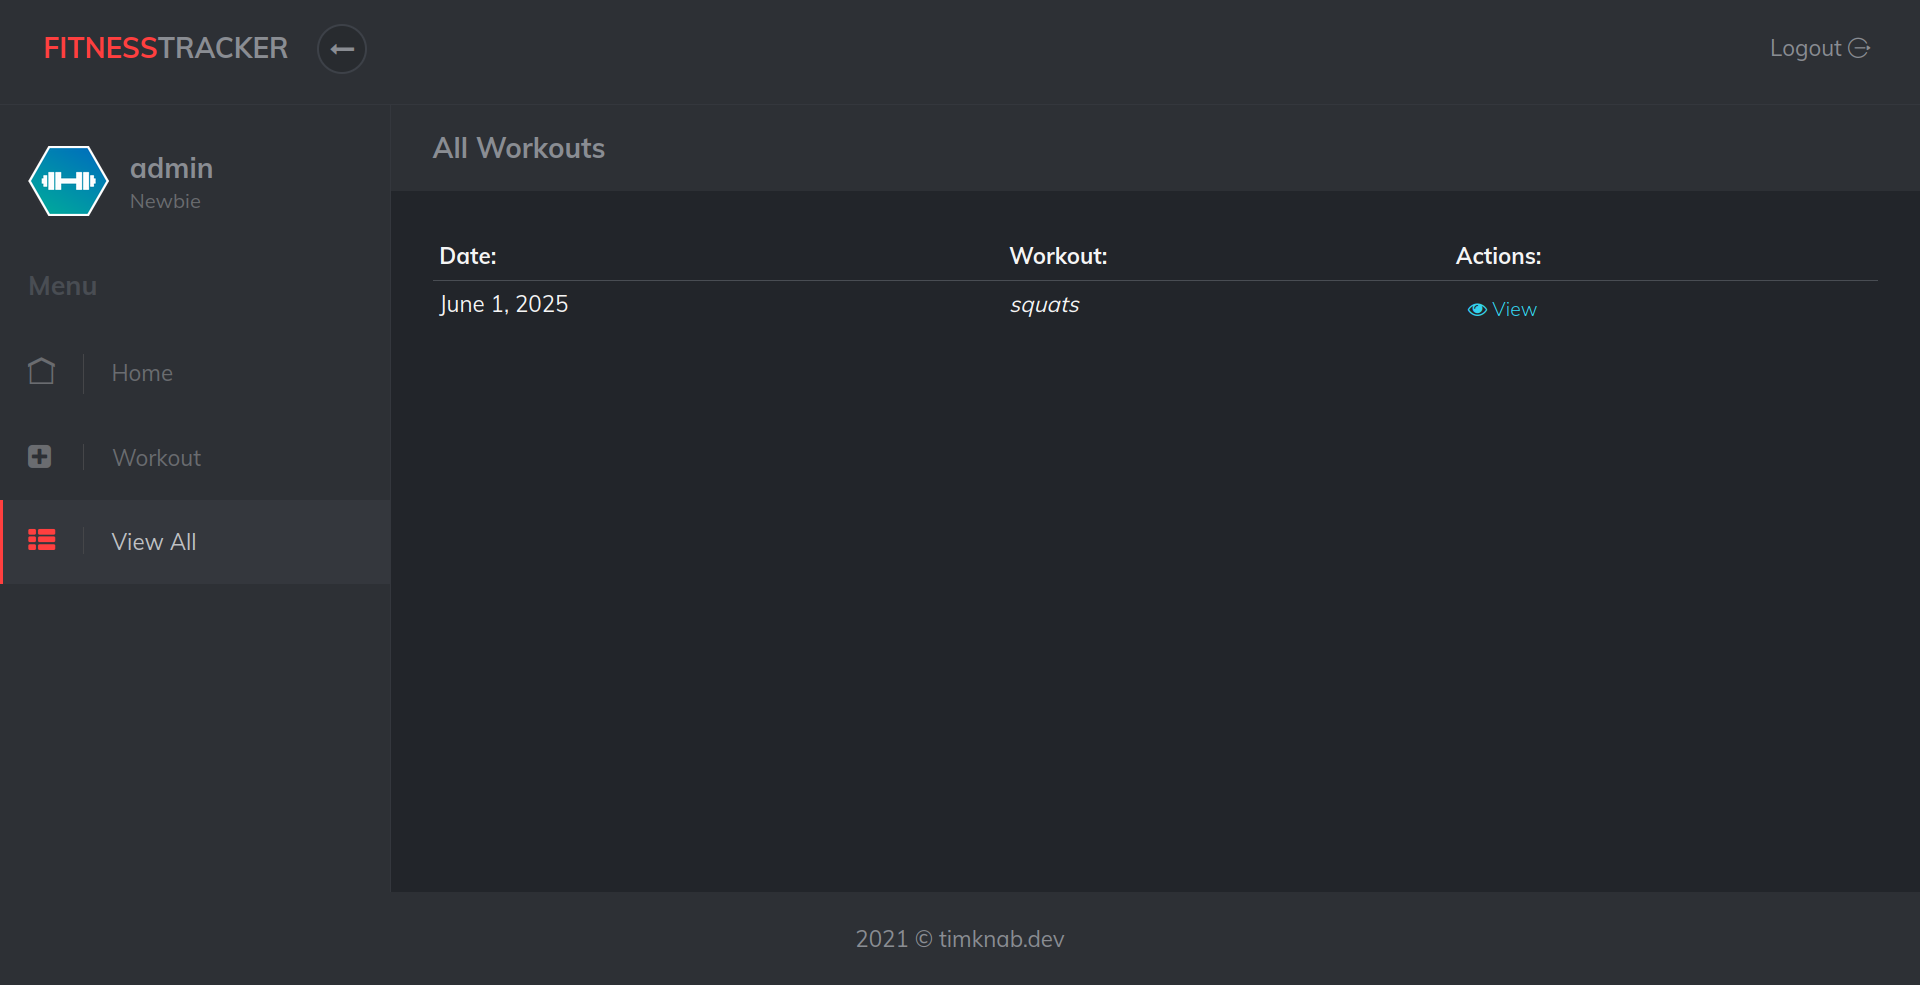 FITNESSTRACKER
Logout
admin
Newbie
Menu
Home
Workout
View All
All Workouts
Date: Workout: Actions:
June 1, 2025 squats View
2021 © timknab.dev